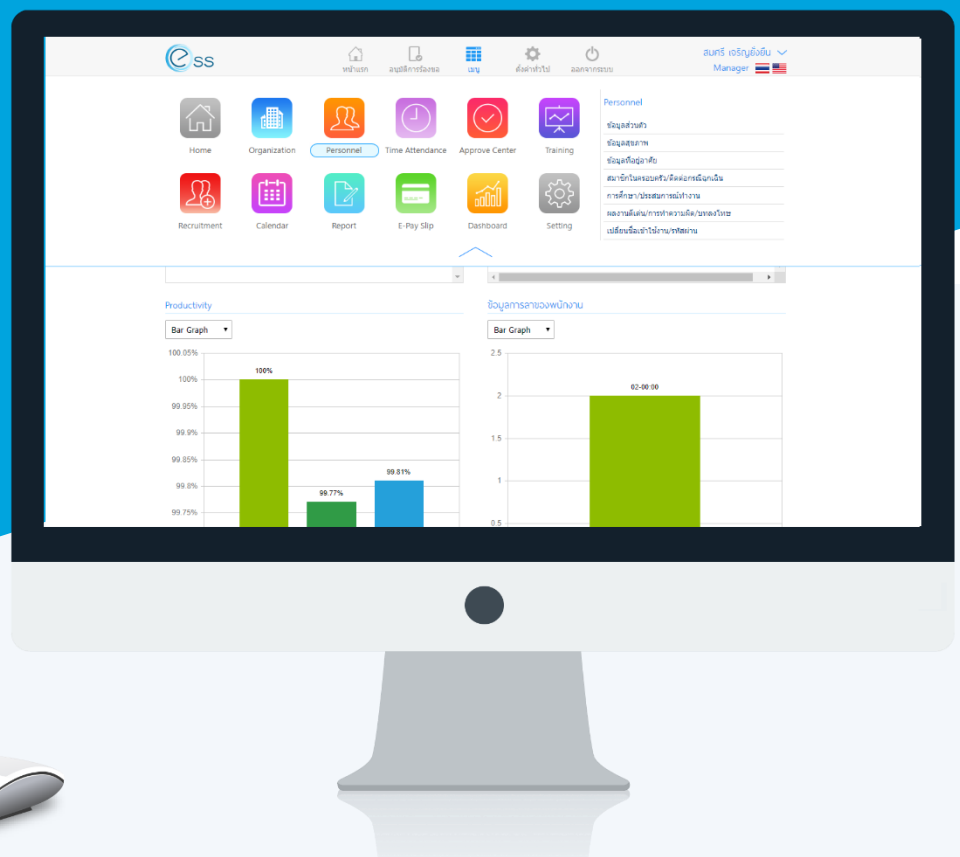 ess
หน้าแรก อนุมัติการร้องขอ เมนู ตั้งค่าทั่วไป ออกจากระบบ
สมศรี เจริญยั่งยืน
Manager
Home Organization Personnel Time Attendance Approve Center Training
Recruitment Calendar Report E-Pay Slip Dashboard Setting
Personnel
ข้อมูลส่วนตัว
ข้อมูลสุขภาพ
ข้อมูลที่อยู่อาศัย
สมาชิกในครอบครัว/ติดต่อกรณีฉุกเฉิน
การศึกษา/ประสบการณ์ทำงาน
ผลงานดีเด่น/การทำความผิด/บทลงโทษ
เปลี่ยนชื่อเข้าใช้งาน/รหัสผ่าน
Productivity
Bar Graph
100.05%
100%
99.95%
99.9%
99.85%
99.8%
99.75%
100%
99.77%
99.81%
ข้อมูลการลาของพนักงาน
Bar Graph
2.5
2
1.5
1
0.5
02-00:00